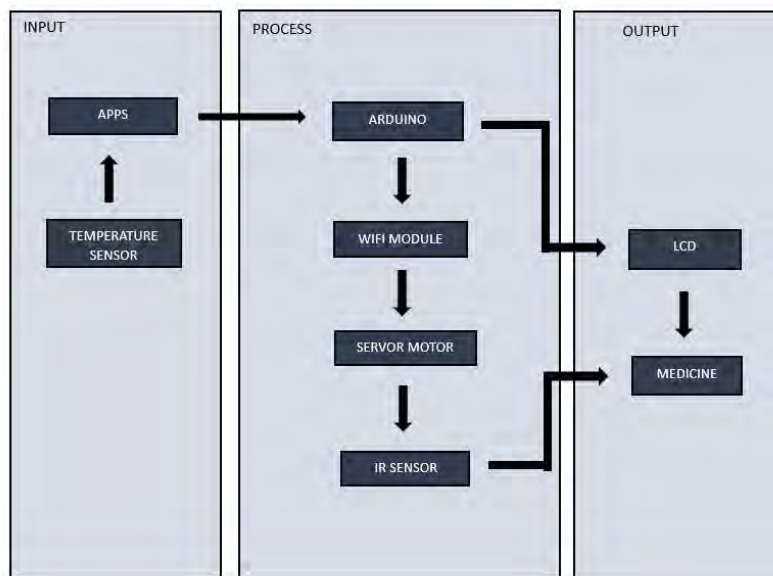 INPUT
APPS
TEMPERATURE
SENSOR
PROCESS
ARDUINO
WIFI MODULE
SERVOR MOTOR
IR SENSOR
OUTPUT
LCD
MEDICINE